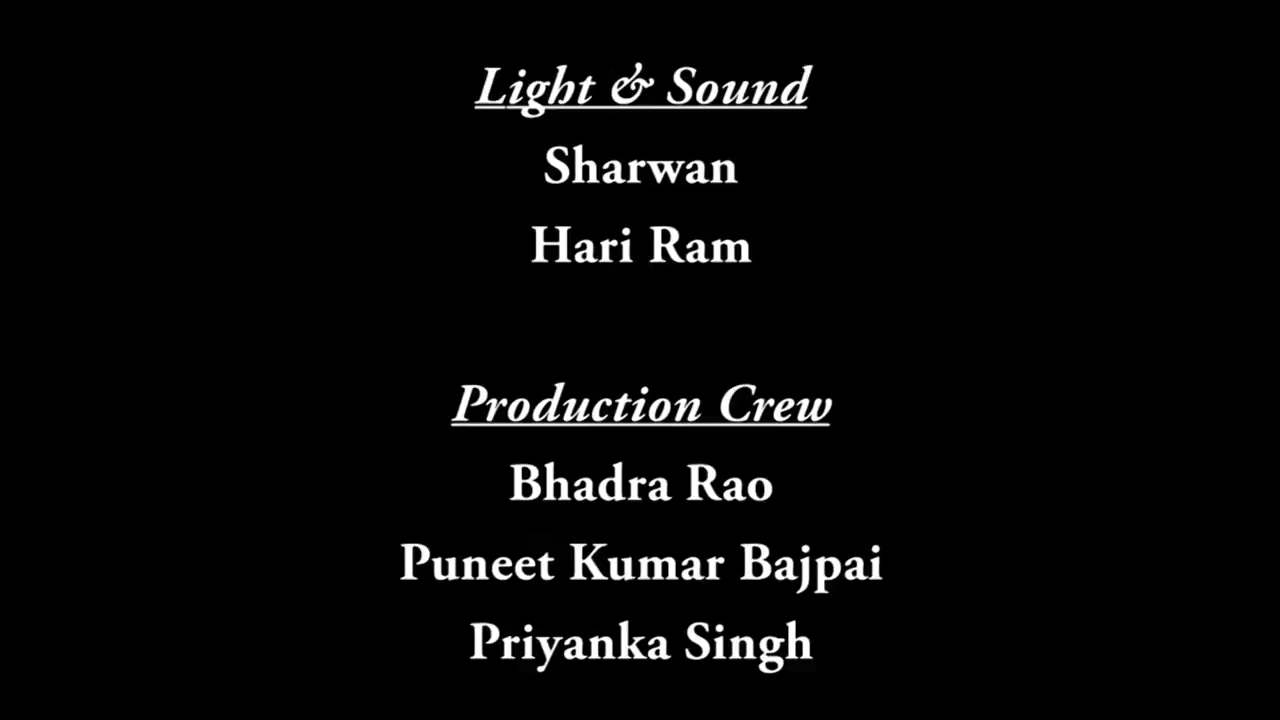 Light & Sound
Sharwan
Hari Ram
Production Crew
Bhadra Rao
Puneet Kumar Bajpai
Priyanka Singh